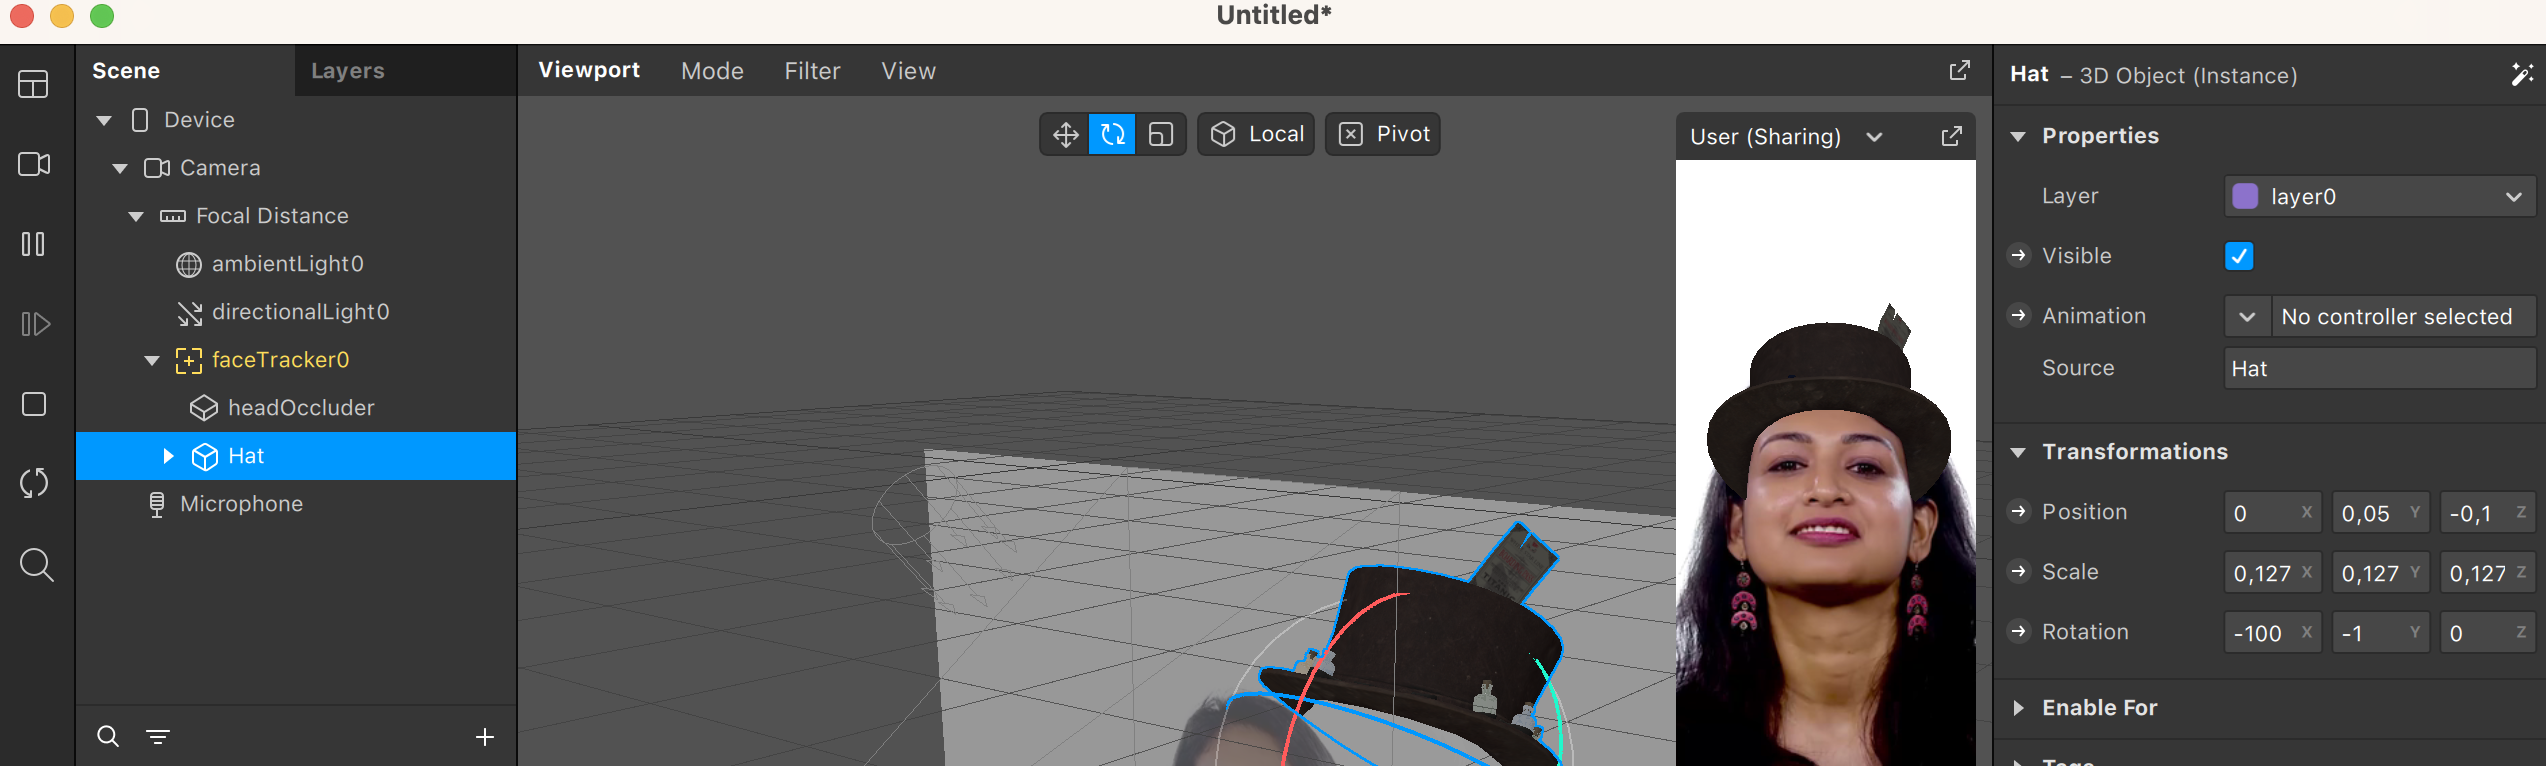 Untitled*
Scene Layers
Device
Camera
Focal Distance
ambientLight0
directionalLight0
faceTracker0
headOccluder
Hat
Microphone
Viewport Mode Filter View
Local Pivot
User (Sharing)
Hat – 3D Object (Instance)
Properties
Layer layer0
Visible
Animation No controller selected
Source Hat
Transformations
Position 0 X 0,05 Y -0,1 Z
Scale 0,127 X 0,127 Y 0,127 Z
Rotation -100 X -1 Y 0 Z
Enable For
Tags